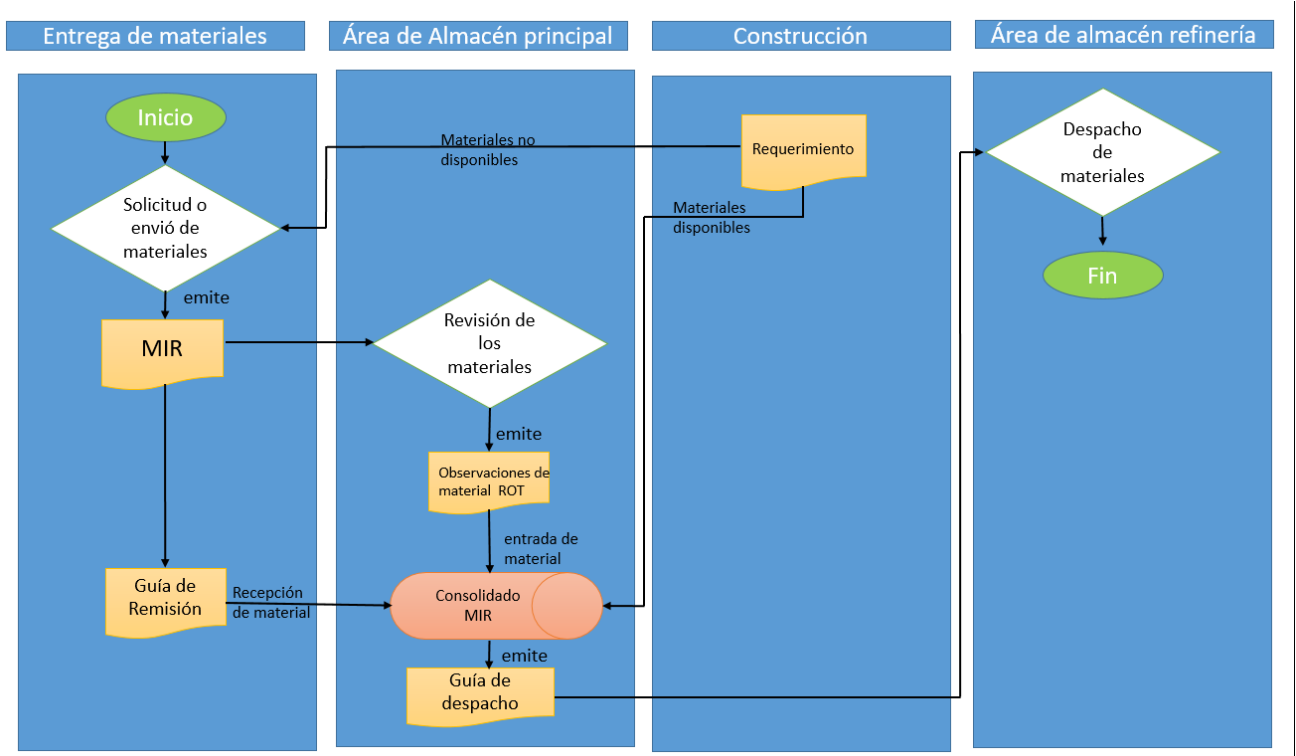 Entrega de materiales
Área de Almacén principal
Construcción
Área de almacén refinería
Inicio
Solicitud o
envió de
materiales
emite
MIR
Guía de
Remisión
Recepción
de material
Materiales no
disponibles
Revisión de
los
materiales
emite
Observaciones de
material ROT
entrada de
material
Consolidado
MIR
emite
Guía de
despacho
Requerimiento
Materiales
disponibles
Despacho
de
materiales
Fin